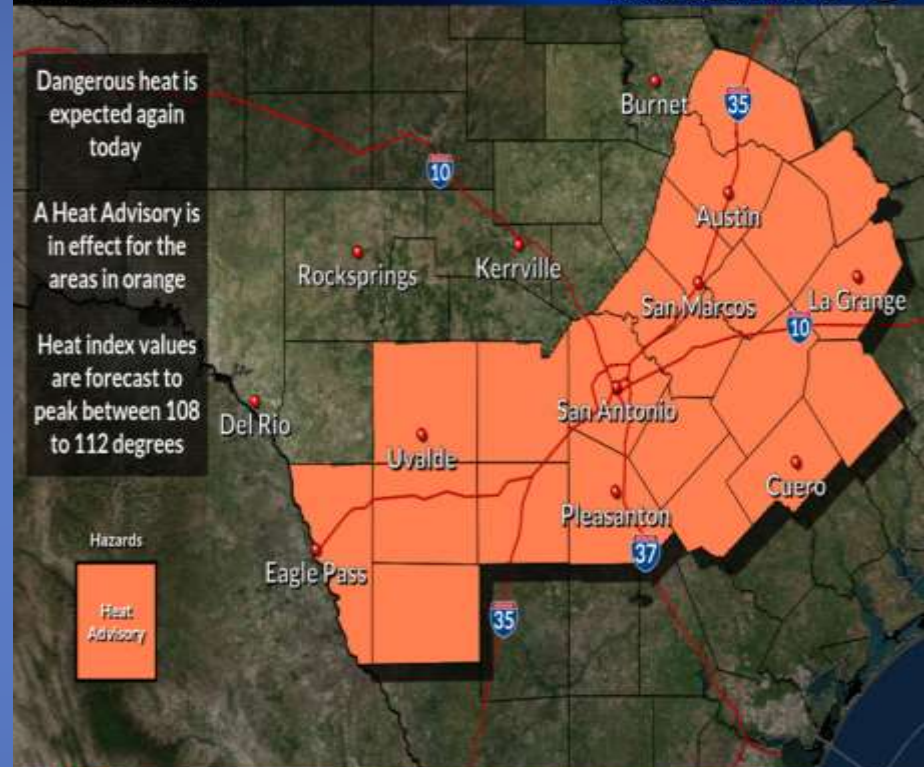 Dangerous heat is
expected again
today
A Heat Advisory is
in effect for the
areas in orange
Heat index values
are forecast to
peak between 108
to 112 degrees
Hazards
Heat
Advisory
Burnet
35
10
Austin
Rocksprings
Kerrville
San Marcos
La Grange
10
Del Rio
San Antonio
Uvalde
Cuero
Pleasanton
37
Eagle Pass
35